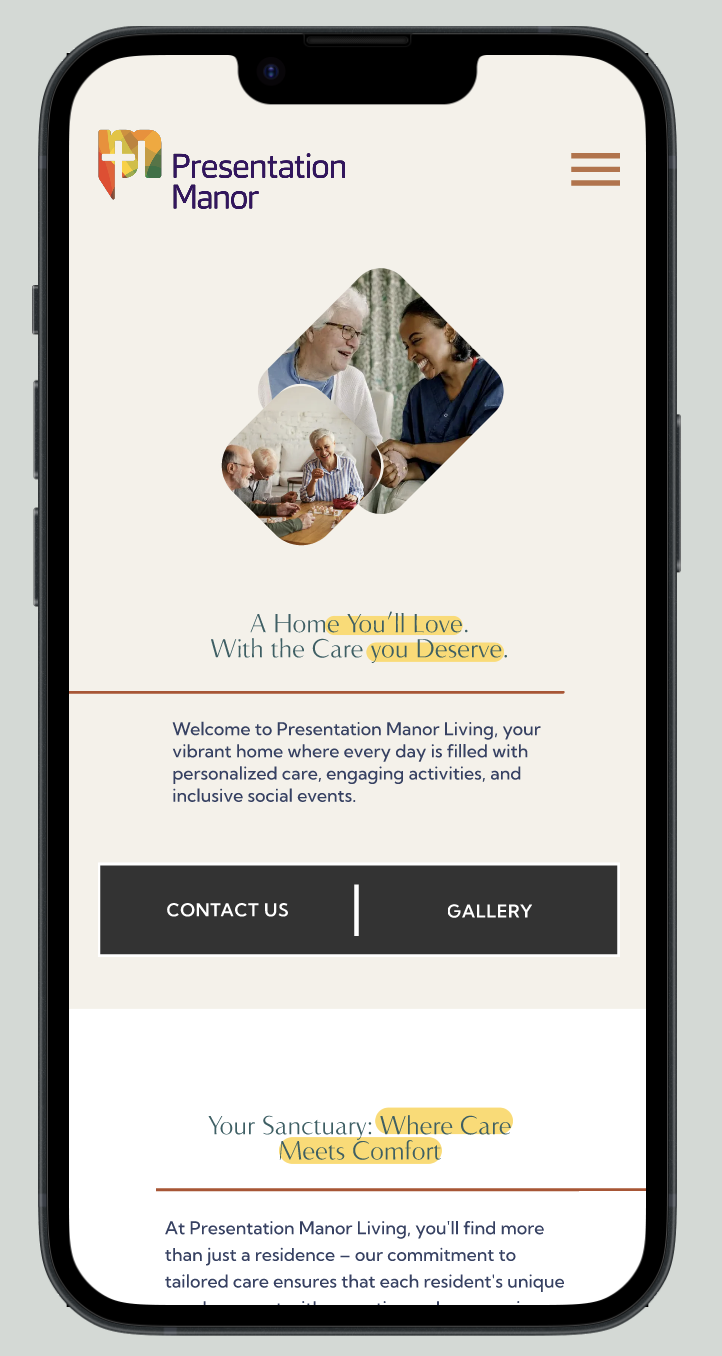 Presentation
Manor
A Home You'll Love.
With the Care you Deserve.
Welcome to Presentation Manor Living, your
vibrant home where every day is filled with
personalized care, engaging activities, and
inclusive social events.
CONTACT US
GALLERY
Your Sanctuary: Where Care
Meets Comfort
At Presentation Manor Living, you'll find more
than just a residence – our commitment to
tailored care ensures that each resident's unique